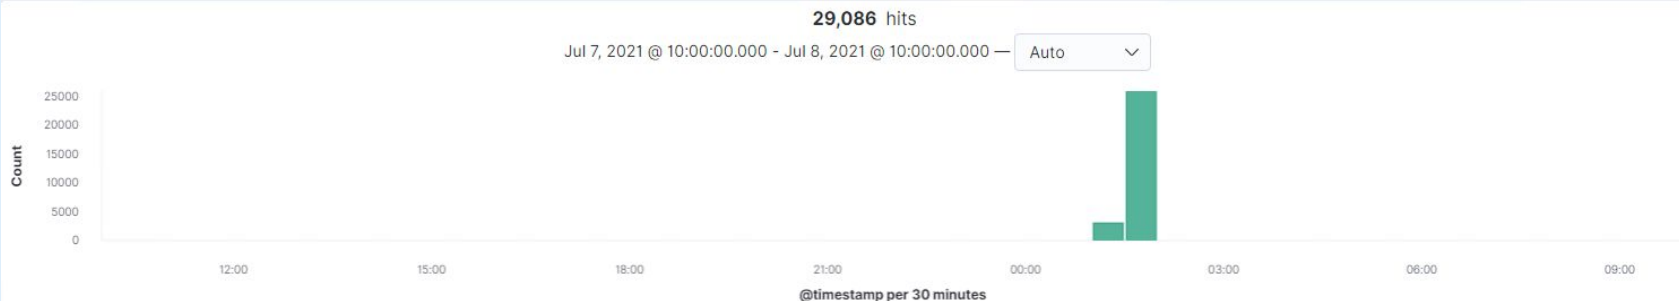 29,086 hits
Jul 7, 2021 @ 10:00:00.000 - Jul 8, 2021 @ 10:00:00.000 — Auto
25000
20000
15000
10000
5000
0
Count
12:00 15:00 18:00 21:00 00:00 03:00 06:00 09:00
@timestamp per 30 minutes